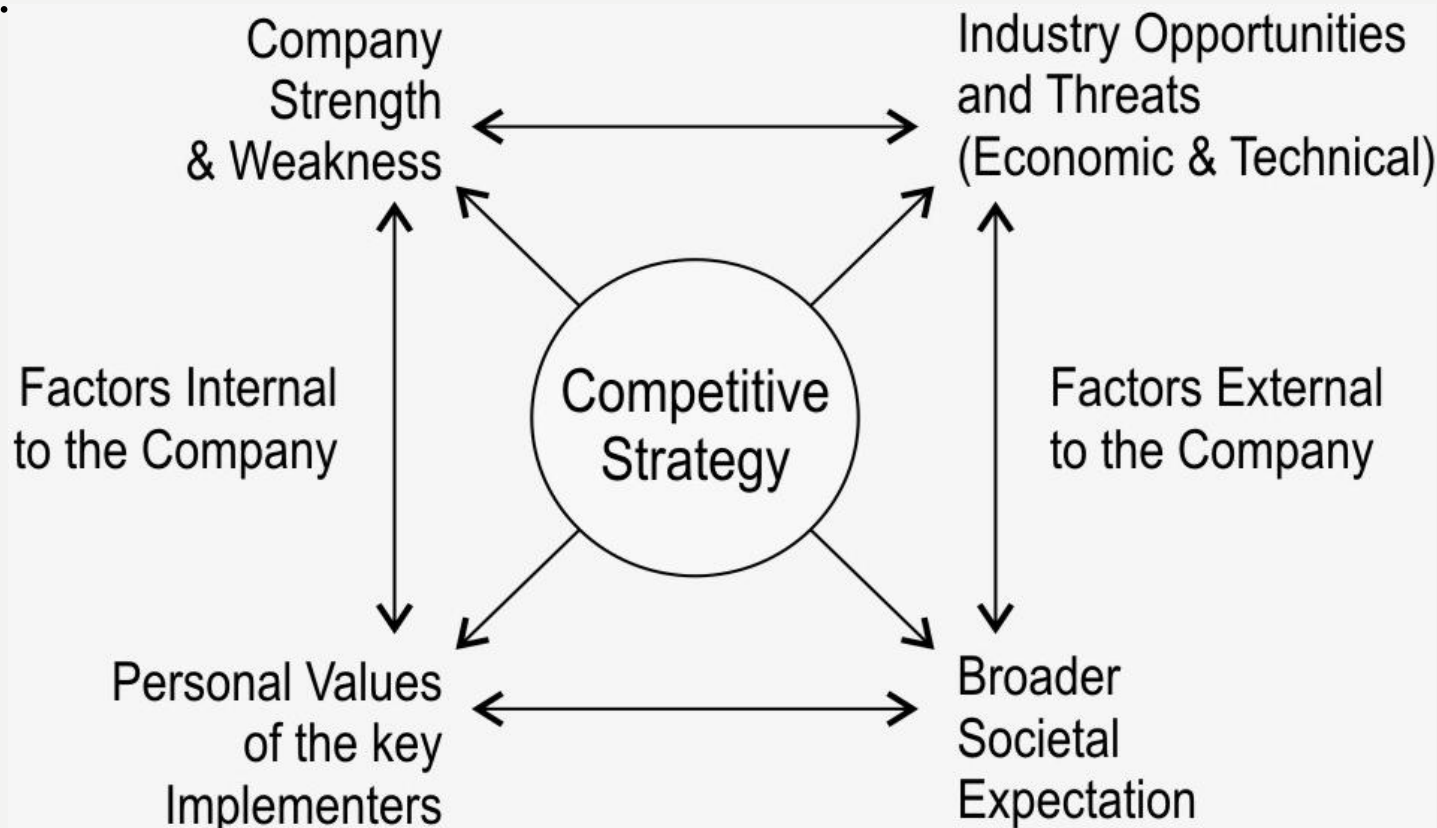 Company
Strength
& Weakness
Industry Opportunities
and Threats
(Economic & Technical)
Factors Internal
to the Company
Competitive
Strategy
Factors External
to the Company
Personal Values
of the key
Implementers
Broader
Societal
Expectation